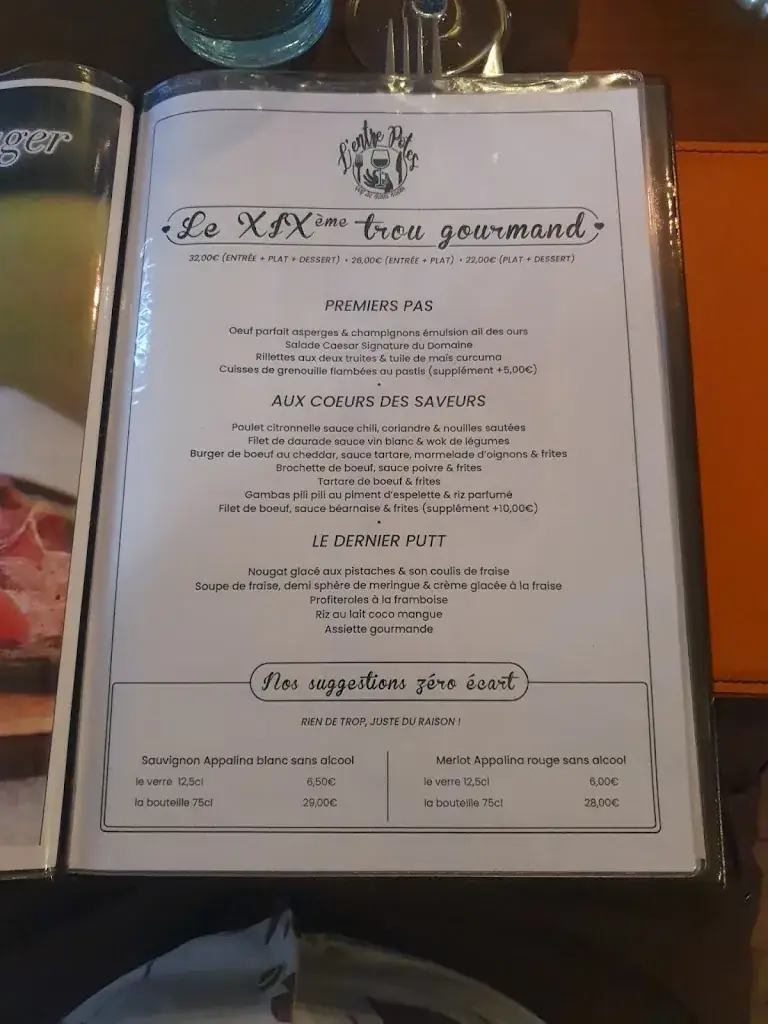 ger
L'entre Potes
Le XIXème trou gourmand
32,00€ (ENTRÉE + PLAT + DESSERT) • 26,00€ (ENTRÉE + PLAT) • 22,00€ (PLAT + DESSERT)
PREMIERS PAS
Oeuf parfait asperges & champignons émulsion ail des ours
Salade Caesar Signature du Domaine
Rillettes aux deux truites & tuile de maïs curcuma
Cuisses de grenouille flambées au pastis (supplément +5,00€)
•
AUX COEURS DES SAVEURS
Poulet citronnelle sauce chili, coriandre & nouilles sautées
Filet de daurade sauce vin blanc & wok de légumes
Burger de boeuf au cheddar, sauce tartare, marmelade d'oignons & frites
Brochette de boeuf, sauce poivre & frites
Tartare de boeuf & frites
Gambas pili pili au piment d'espelette & riz parfumé
Filet de boeuf, sauce béarnaise & frites (supplément +10,00€)
•
LE DERNIER PUTT
Nougat glacé aux pistaches & son coulis de fraise
Soupe de fraise, demi sphère de meringue & crème glacée à la fraise
Profiteroles à la framboise
Riz au lait coco mangue
Assiette gourmande
Nos suggestions zéro écart
RIEN DE TROP, JUSTE DU RAISON !
Sauvignon Appalina blanc sans alcool
le verre 12,5cl 6,50€
la bouteille 75cl 29,00€
Merlot Appalina rouge sans alcool
le verre 12,5cl 6,00€
la bouteille 75cl 28,00€